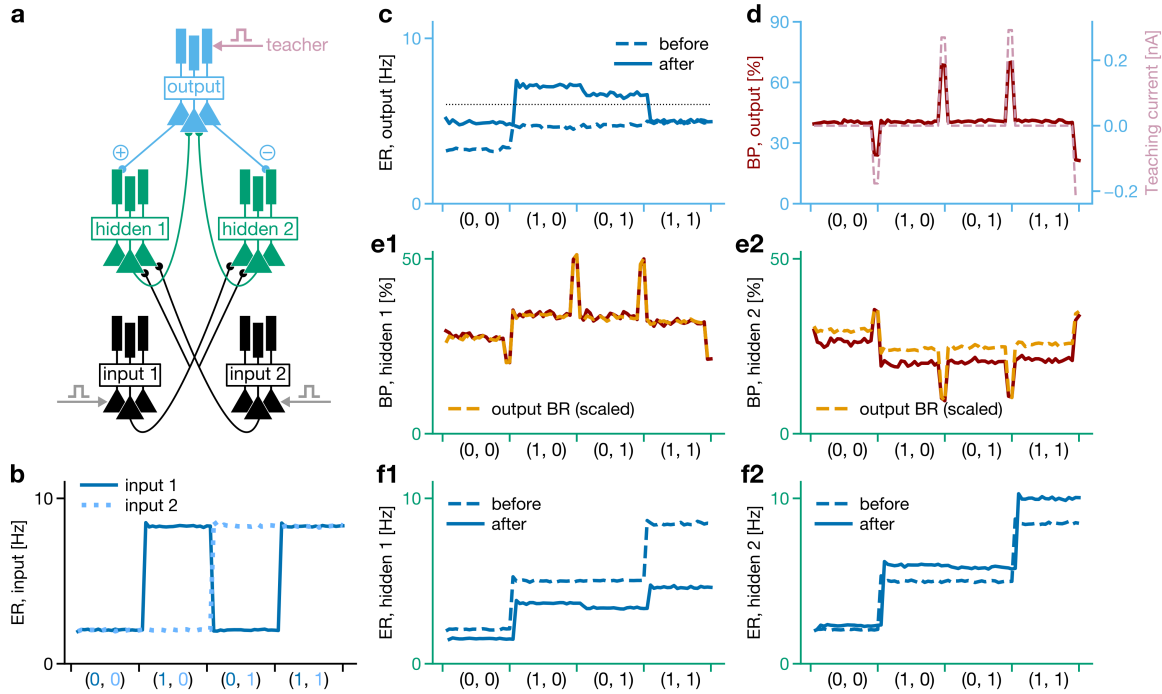 a
teacher
output
+
−
hidden 1
hidden 2
input 1
input 2
b
input 1
input 2
ER, input [Hz]
10
0
(0, 0)
(1, 0)
(0, 1)
(1, 1)
c
ER, output [Hz]
10
0
before
after
(0, 0)
(1, 0)
(0, 1)
(1, 1)
d
BP, output [%]
90
60
30
0
Teaching current [nA]
0.2
0.0
−0.2
(0, 0)
(1, 0)
(0, 1)
(1, 1)
e1
BP, hidden 1 [%]
50
0
output BR (scaled)
(0, 0)
(1, 0)
(0, 1)
(1, 1)
e2
BP, hidden 2 [%]
50
0
output BR (scaled)
(0, 0)
(1, 0)
(0, 1)
(1, 1)
f1
ER, hidden 1 [Hz]
10
0
before
after
(0, 0)
(1, 0)
(0, 1)
(1, 1)
f2
ER, hidden 2 [Hz]
10
0
before
after
(0, 0)
(1, 0)
(0, 1)
(1, 1)